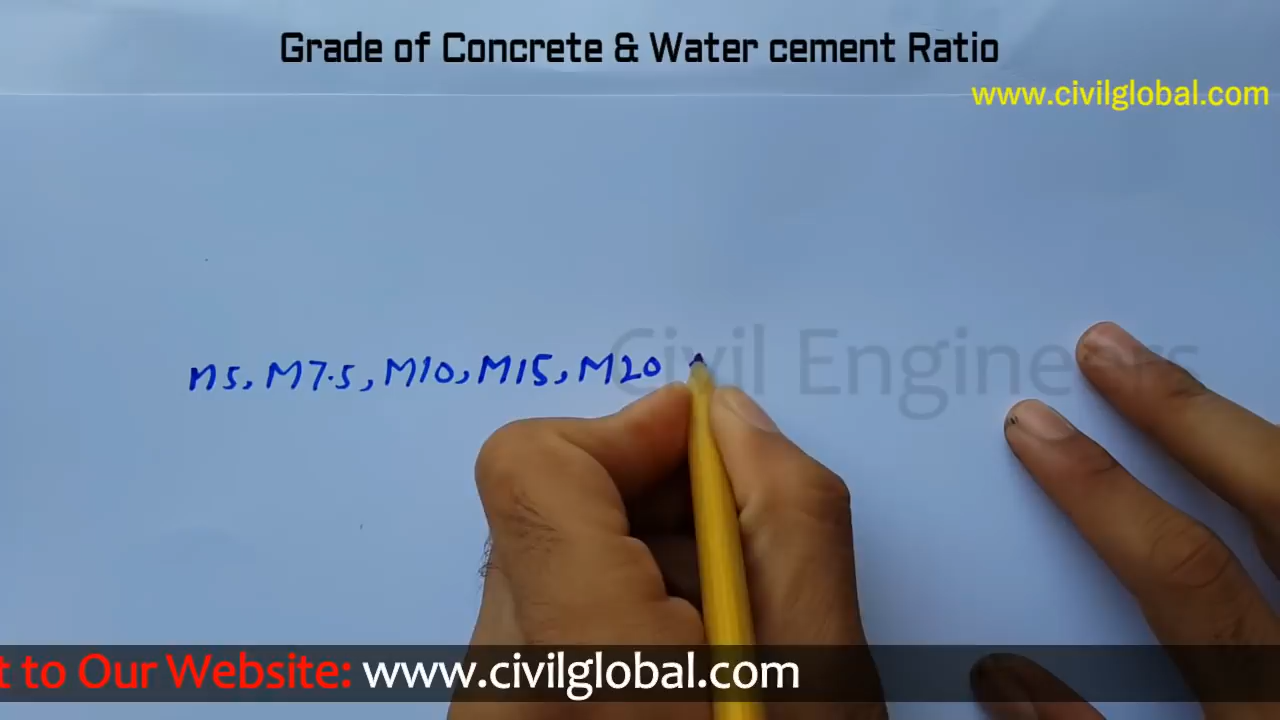 Grade of Concrete & Water cement Ratio
www.civilglobal.com
M5, M7.5, M10, M15, M20
Civil Engineers
t to Our Website: www.civilglobal.com